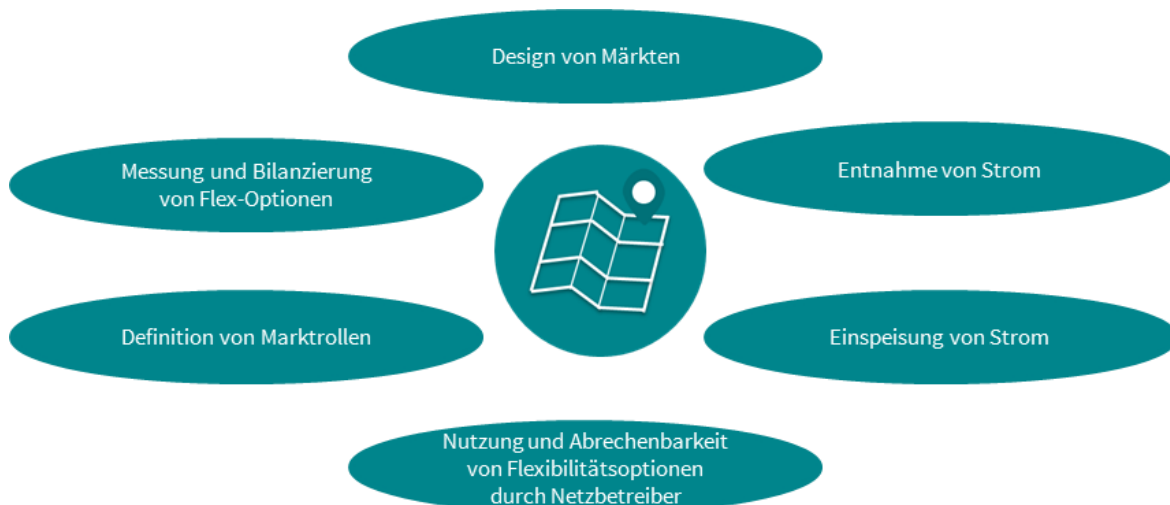 Design von Märkten
Entnahme von Strom
Messung und Bilanzierung
von Flex-Optionen
Definition von Marktrollen
Einspeisung von Strom
Nutzung und Abrechenbarkeit
von Flexibilitätsoptionen
durch Netzbetreiber